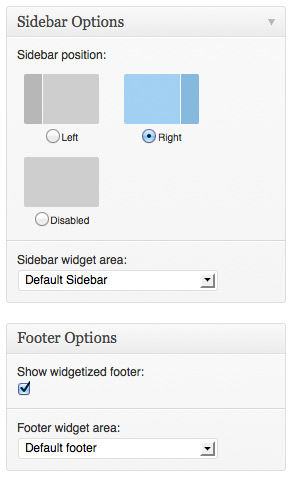 Sidebar Options
Sidebar position:
Left
Right
Disabled
Sidebar widget area:
Default Sidebar
Footer Options
Show widgetized footer:
Footer widget area:
Default footer